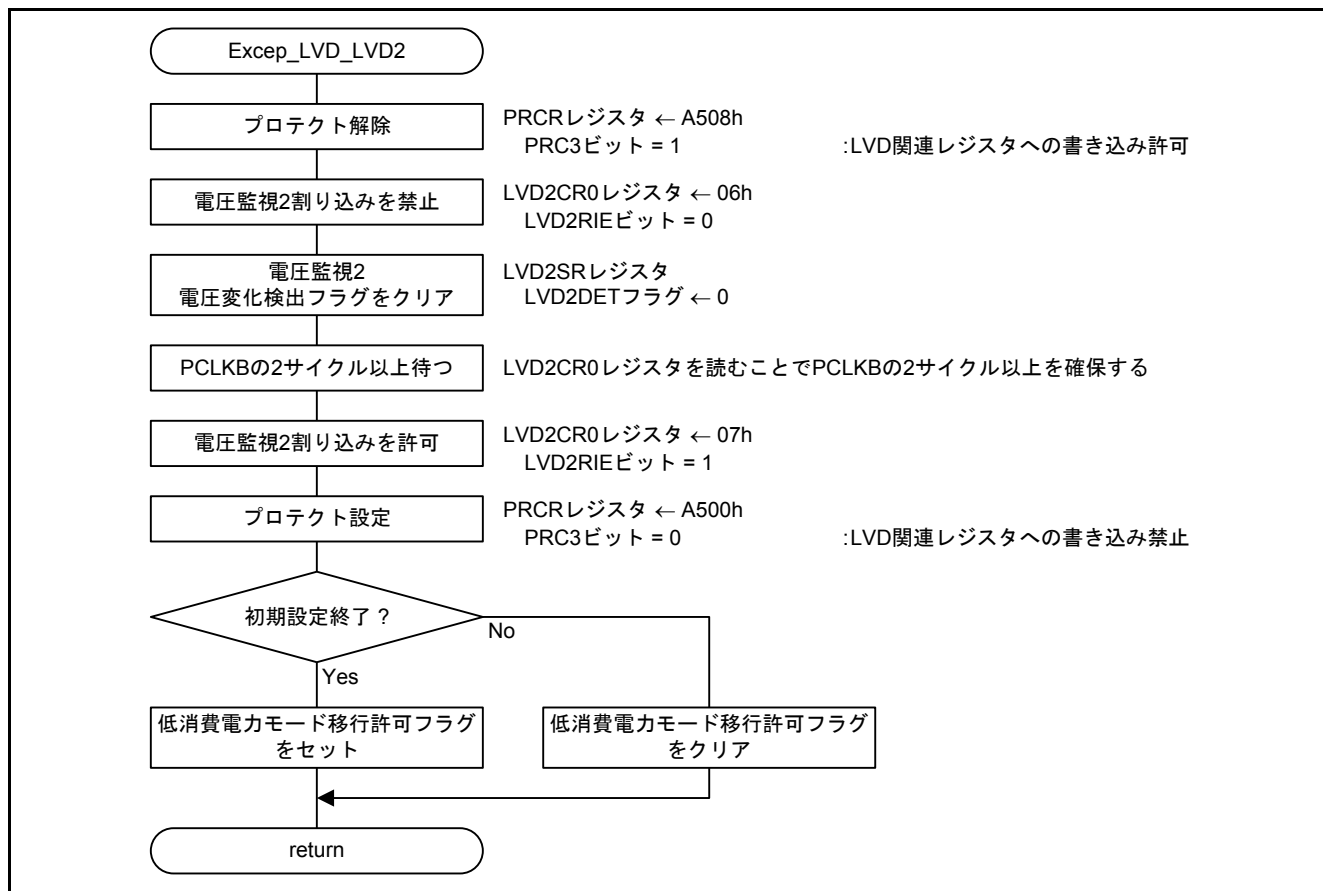 Excep_LVD_LVD2
プロテクト解除
PRCRレジスタ ← A508h
PRC3ビット = 1 :LVD関連レジスタへの書き込み許可
電圧監視2割り込みを禁止
LVD2CR0レジスタ ← 06h
LVD2RIEビット = 0
電圧監視2
電圧変化検出フラグをクリア
LVD2SRレジスタ
LVD2DETフラグ ← 0
PCLKBの2サイクル以上待つ
LVD2CR0レジスタを読むことでPCLKBの2サイクル以上を確保する
電圧監視2割り込みを許可
LVD2CR0レジスタ ← 07h
LVD2RIEビット = 1
プロテクト設定
PRCRレジスタ ← A500h
PRC3ビット = 0 :LVD関連レジスタへの書き込み禁止
初期設定終了？
No
Yes
低消費電力モード移行許可フラグ
をセット
低消費電力モード移行許可フラグ
をクリア
return